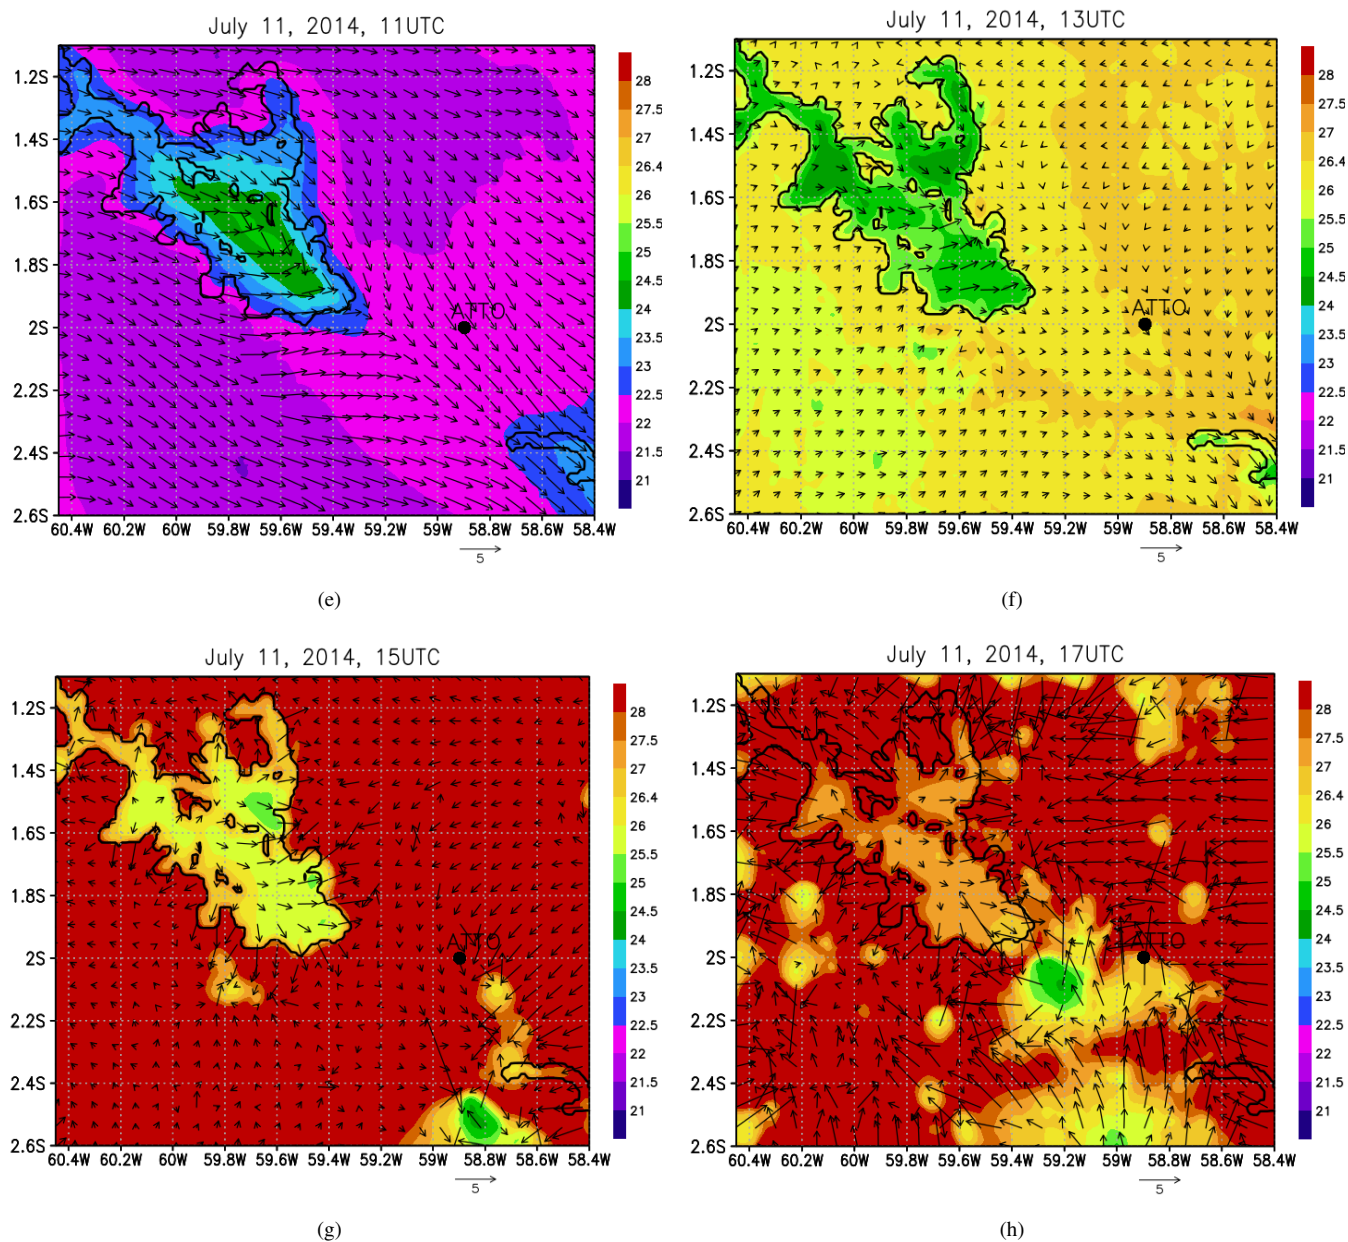 July 11, 2014, 11UTC
1.2S
1.4S
1.6S
1.8S
2S
2.2S
2.4S
2.6S
60.4W 60.2W 60W 59.8W 59.6W 59.4W 59.2W 59W 58.8W 58.6W 58.4W
ATTO
28
27.5
27
26.4
26
25.5
25
24.5
24
23.5
23
22.5
22
21.5
21
5
(e)
July 11, 2014, 13UTC
1.2S
1.4S
1.6S
1.8S
2S
2.2S
2.4S
2.6S
60.4W 60.2W 60W 59.8W 59.6W 59.4W 59.2W 59W 58.8W 58.6W 58.4W
ATTO
28
27.5
27
26.4
26
25.5
25
24.5
24
23.5
23
22.5
22
21.5
21
5
(f)
July 11, 2014, 15UTC
1.2S
1.4S
1.6S
1.8S
2S
2.2S
2.4S
2.6S
60.4W 60.2W 60W 59.8W 59.6W 59.4W 59.2W 59W 58.8W 58.6W 58.4W
ATTO
28
27.5
27
26.4
26
25.5
25
24.5
24
23.5
23
22.5
22
21.5
21
5
(g)
July 11, 2014, 17UTC
1.2S
1.4S
1.6S
1.8S
2S
2.2S
2.4S
2.6S
60.4W 60.2W 60W 59.8W 59.6W 59.4W 59.2W 59W 58.8W 58.6W 58.4W
ATTO
28
27.5
27
26.4
26
25.5
25
24.5
24
23.5
23
22.5
22
21.5
21
5
(h)